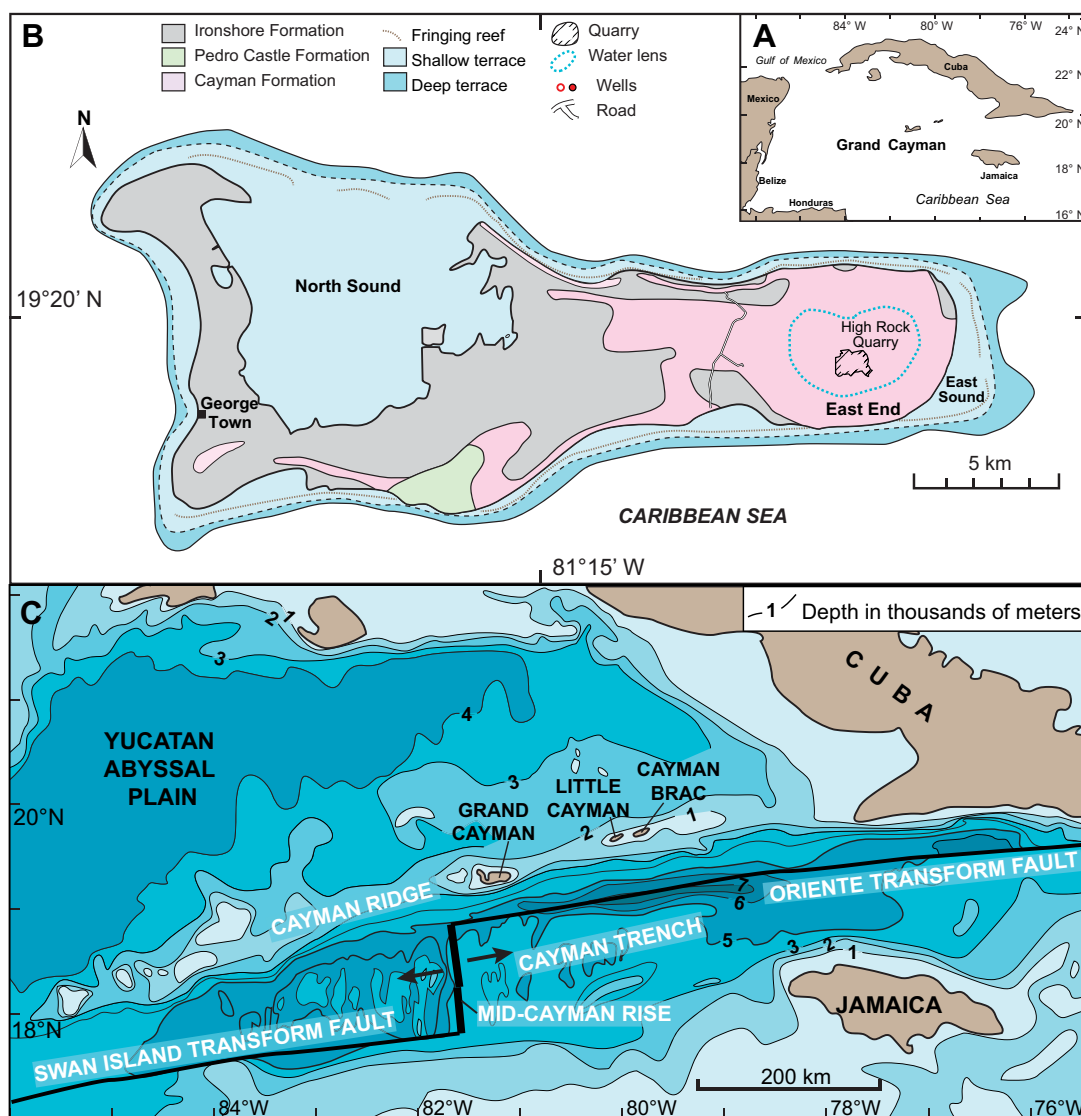 B
Ironshore Formation
Pedro Castle Formation
Cayman Formation
Fringing reef
Shallow terrace
Deep terrace
Quarry
Water lens
Wells
Road
N
19°20’ N
North Sound
George
Town
High Rock
Quarry
East End
East
Sound
5 km
CARIBBEAN SEA
81°15’ W
A
84° W
80° W
76° W
Gulf of Mexico
Cuba
24° N
22° N
Mexico
20° N
Grand Cayman
Jamaica
18° N
Belize
Honduras
Caribbean Sea
16° N
C
1 Depth in thousands of meters
2
1
3
CUBA
4
YUCATAN
ABYSSAL
PLAIN
3
LITTLE
CAYMAN
CAYMAN
BRAC
20°N
GRAND
CAYMAN
2
1
CAYMAN RIDGE
7
6
ORIENTE TRANSFORM FAULT
CAYMAN TRENCH
5
3
2
1
JAMAICA
18°N
MID-CAYMAN RISE
SWAN ISLAND TRANSFORM FAULT
200 km
84°W
82°W
80°W
78°W
76°W